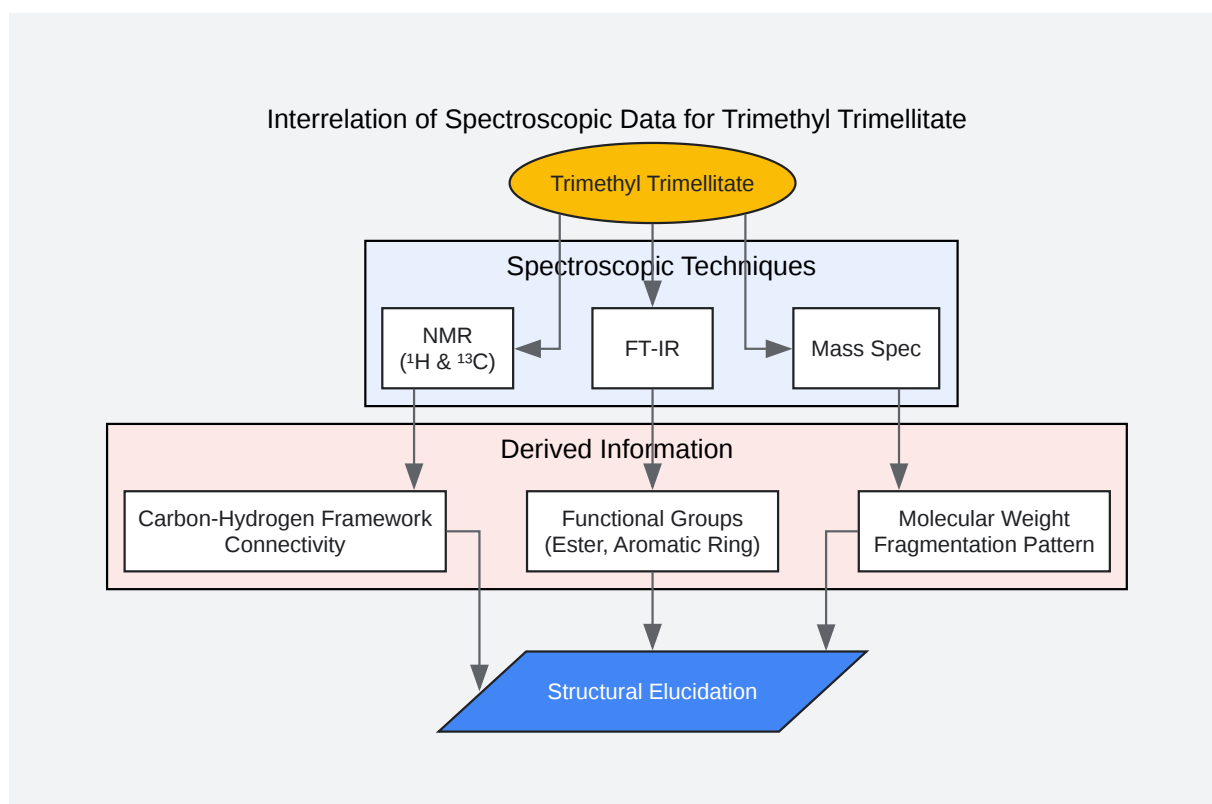 Interrelation of Spectroscopic Data for Trimethyl Trimellitate
Trimethyl Trimellitate
Spectroscopic Techniques
NMR
(¹H & ¹³C)
FT-IR
Mass Spec
Derived Information
Carbon-Hydrogen Framework
Connectivity
Functional Groups
(Ester, Aromatic Ring)
Molecular Weight
Fragmentation Pattern
Structural Elucidation